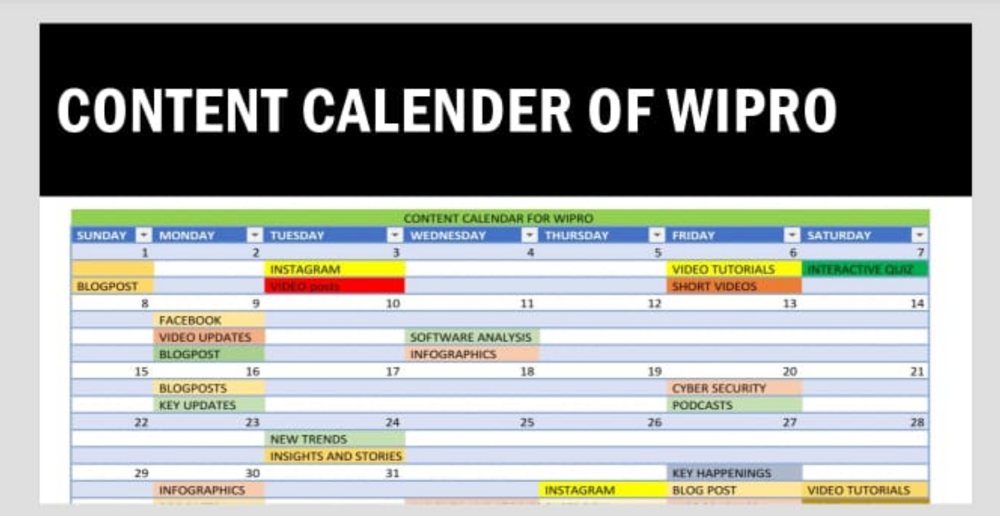 CONTENT CALENDER OF WIPRO
CONTENT CALENDAR FOR WIPRO
SUNDAY MONDAY TUESDAY WEDNESDAY THURSDAY FRIDAY SATURDAY
1 2 3 4 5 6 7
INSTAGRAM VIDEO TUTORIALS INTERACTIVE QUIZ
BLOGPOST VIDEO posts SHORT VIDEOS
8 9 10 11 12 13 14
FACEBOOK
VIDEO UPDATES SOFTWARE ANALYSIS
BLOGPOST INFOGRAPHICS
15 16 17 18 19 20 21
BLOGPOSTS CYBER SECURITY
KEY UPDATES PODCASTS
22 23 24 25 26 27 28
NEW TRENDS
INSIGHTS AND STORIES
29 30 31 KEY HAPPENINGS
INFOGRAPHICS INSTAGRAM BLOG POST VIDEO TUTORIALS